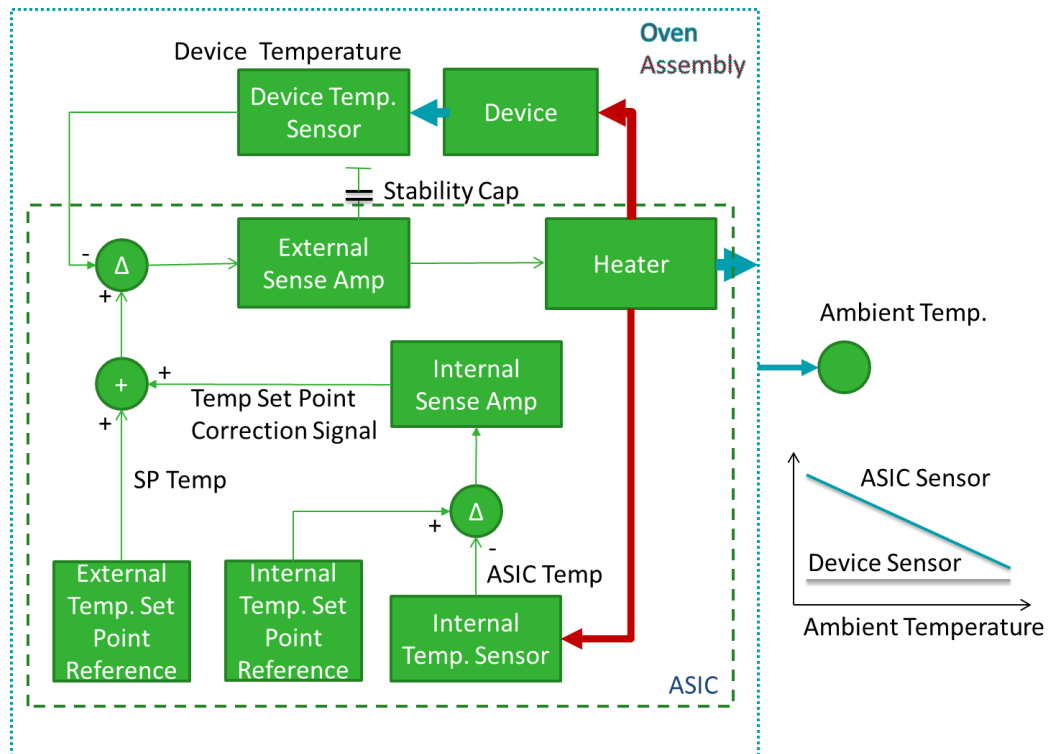 Oven
Assembly
Device  Temperature
Device Temp.
Sensor
Device
Stability Cap
-
Δ
+
External
Sense Amp
Heater
Ambient Temp.
+
+
+
Temp Set Point
Correction Signal
Internal
Sense Amp
SP Temp
ASIC Sensor
+
Δ
-
ASIC Temp
Device Sensor
External
Temp. Set
Point
Reference
Internal
Temp. Set
Point
Reference
Internal
Temp. Sensor
Ambient Temperature
ASIC